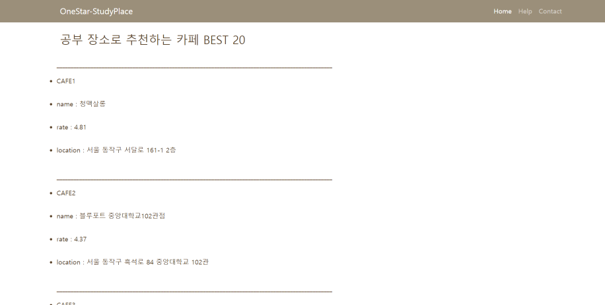 OneStar-StudyPlace
Home Help Contact
공부 장소로 추천하는 카페 BEST 20
CAFE1
name : 청맥살롱
rate : 4.81
location : 서울 동작구 서달로 161-1 2층
CAFE2
name : 블루포트 중앙대학교102관점
rate : 4.37
location : 서울 동작구 흑석로 84 중앙대학교 102관
CAFE3